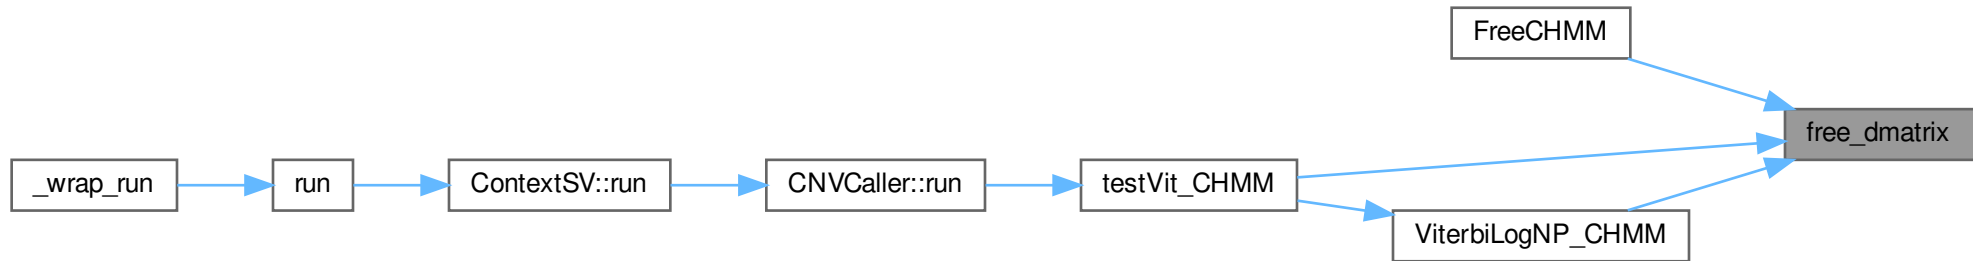 FreeCHMM
free_dmatrix
_wrap_run
run
ContextSV::run
CNVCaller::run
testVit_CHMM
ViterbiLogNP_CHMM